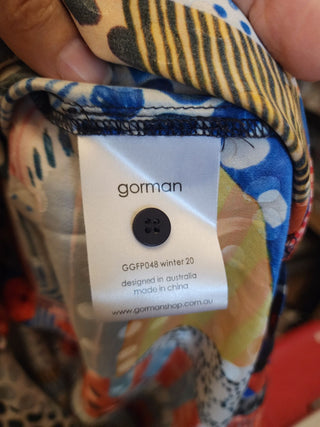 gorman
GGFP048 winter 20
designed in australia
made in china
www.gormanshop.com.au